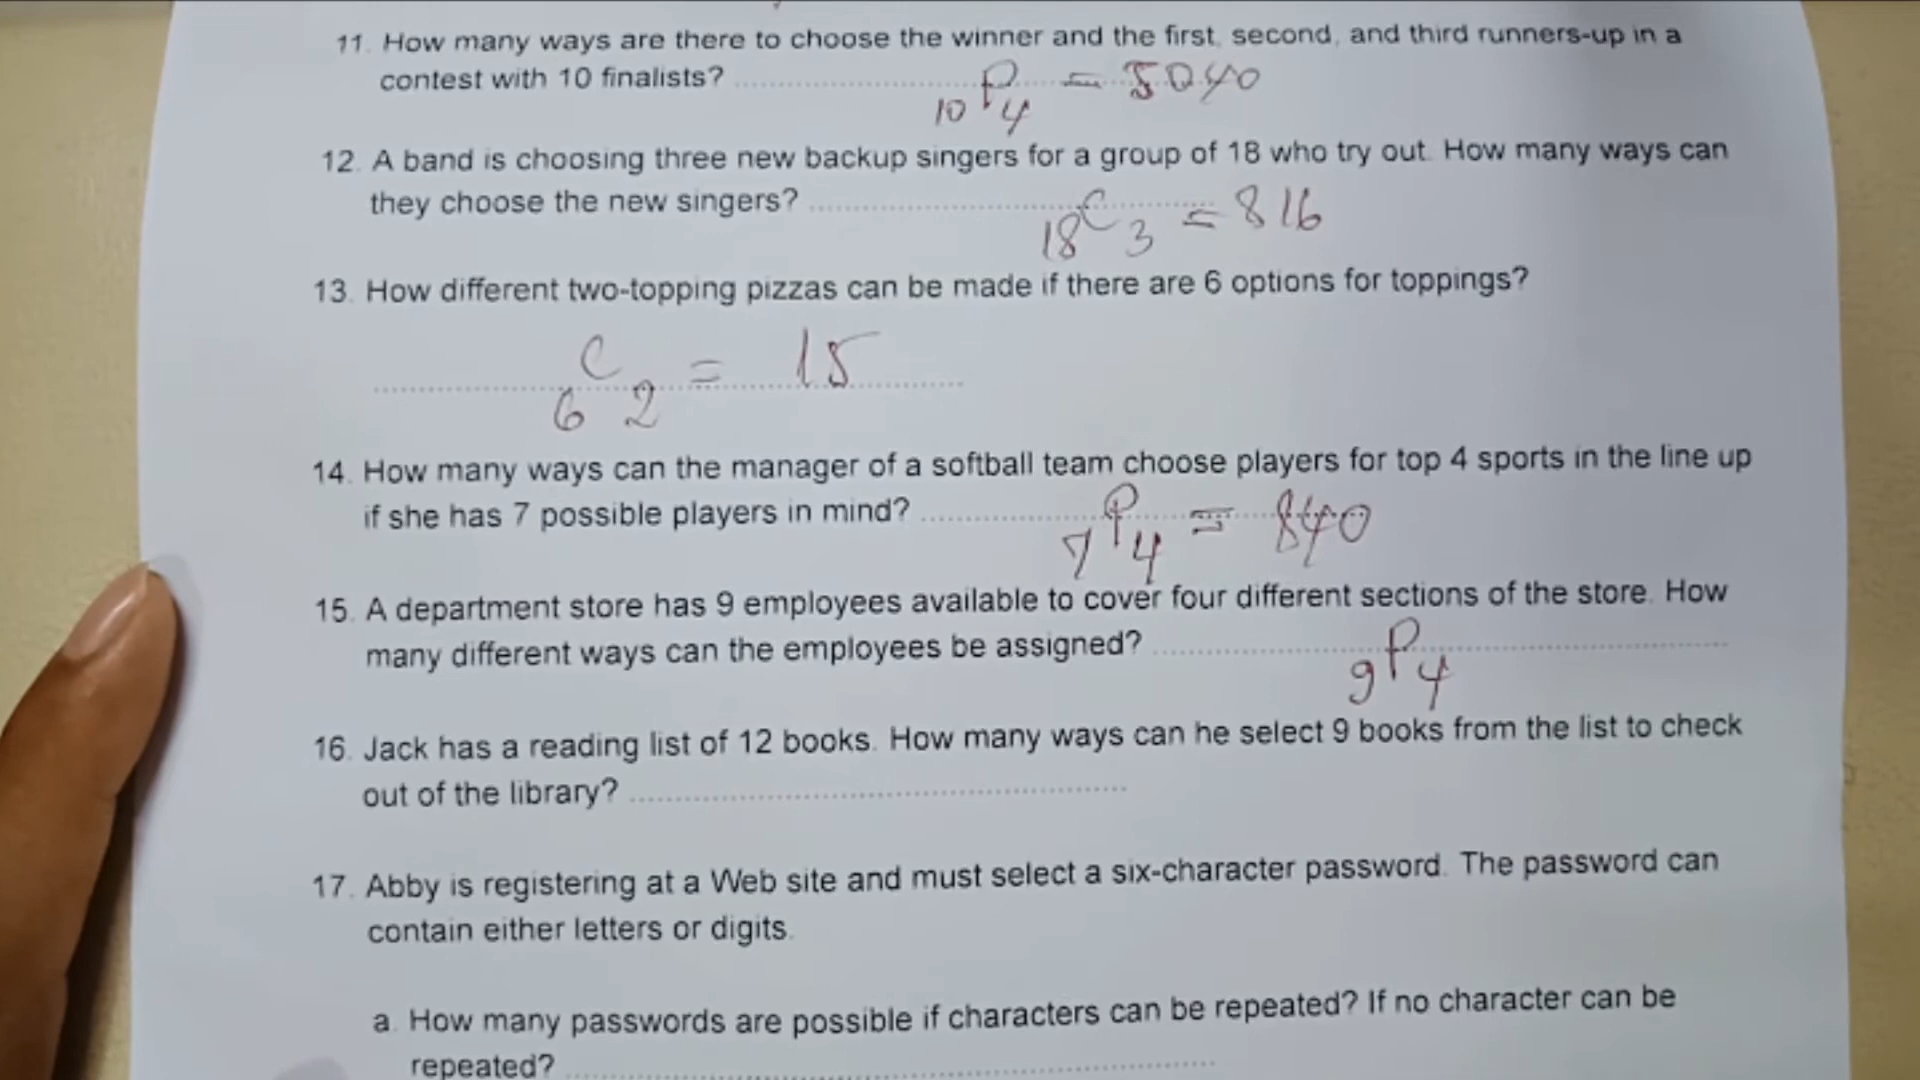 11. How many ways are there to choose the winner and the first, second, and third runners-up in a
contest with 10 finalists? ........ 10P4 = 5040
12. A band is choosing three new backup singers for a group of 18 who try out. How many ways can
they choose the new singers? ........ 18C3 = 816
13. How different two-topping pizzas can be made if there are 6 options for toppings?
6C2 = 15
14. How many ways can the manager of a softball team choose players for top 4 sports in the line up
if she has 7 possible players in mind? ........ 7P4 = 840
15. A department store has 9 employees available to cover four different sections of the store. How
many different ways can the employees be assigned? ........ 9P4
16. Jack has a reading list of 12 books. How many ways can he select 9 books from the list to check
out of the library? ........
17. Abby is registering at a Web site and must select a six-character password. The password can
contain either letters or digits.
a. How many passwords are possible if characters can be repeated? If no character can be
repeated? ........